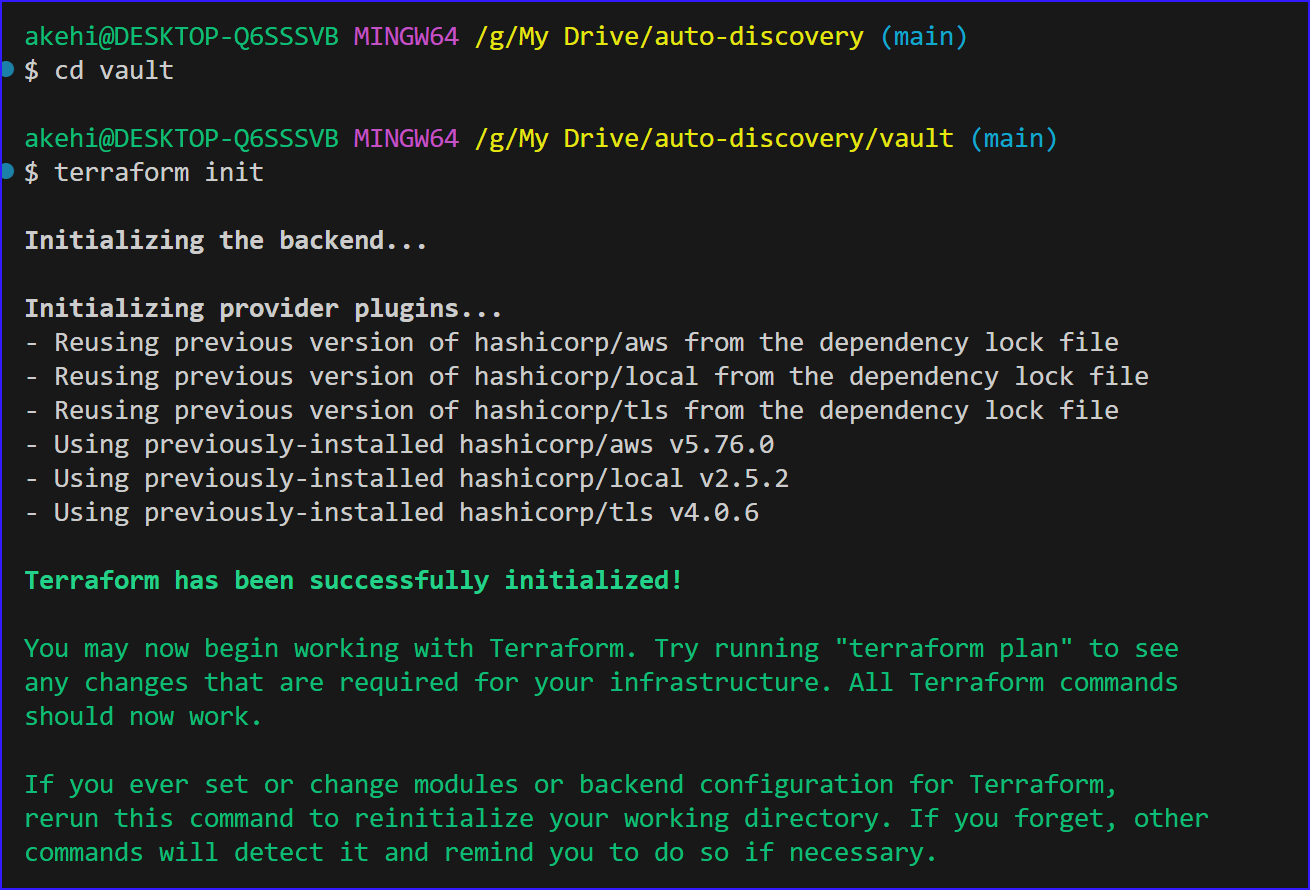 akehi@DESKTOP-Q6SSSVB MINGW64 /g/My Drive/auto-discovery (main)
$ cd vault
akehi@DESKTOP-Q6SSSVB MINGW64 /g/My Drive/auto-discovery/vault (main)
$ terraform init
Initializing the backend...
Initializing provider plugins...
- Reusing previous version of hashicorp/aws from the dependency lock file
- Reusing previous version of hashicorp/local from the dependency lock file
- Reusing previous version of hashicorp/tls from the dependency lock file
- Using previously-installed hashicorp/aws v5.76.0
- Using previously-installed hashicorp/local v2.5.2
- Using previously-installed hashicorp/tls v4.0.6
Terraform has been successfully initialized!
You may now begin working with Terraform. Try running "terraform plan" to see
any changes that are required for your infrastructure. All Terraform commands
should now work.
If you ever set or change modules or backend configuration for Terraform,
rerun this command to reinitialize your working directory. If you forget, other
commands will detect it and remind you to do so if necessary.